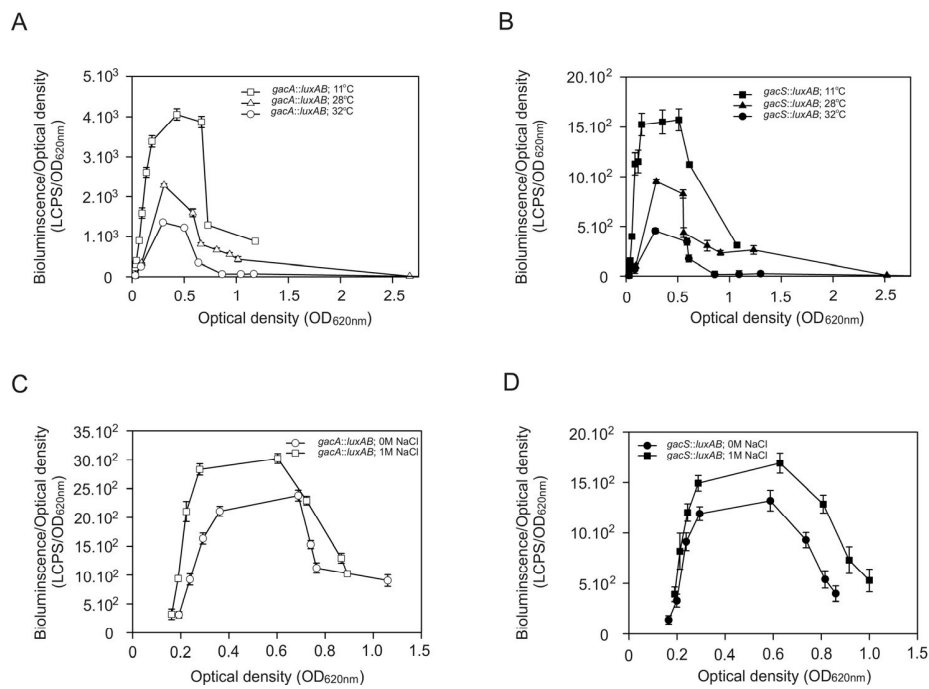 A
Bioluminscence/Optical density
(LCPS/OD620nm)
5.10³
4.10³
3.10³
2.10³
1.10³
0
gacA::luxAB; 11°C
gacA::luxAB; 28°C
gacA::luxAB; 32°C
0 0.5 1 1.5 2 2.5
Optical density (OD620nm)
B
Bioluminscence/Optical density
(LCPS/OD620nm)
20.10²
15.10²
10.10²
5.10²
0
gacS::luxAB; 11°C
gacS::luxAB; 28°C
gacS::luxAB; 32°C
0 0.5 1 1.5 2 2.5
Optical density (OD620nm)
C
Bioluminscence/Optical density
(LCPS/OD620nm)
35.10²
30.10²
25.10²
20.10²
15.10²
10.10²
5.10²
0
gacA::luxAB; 0M NaCl
gacA::luxAB; 1M NaCl
0 0.2 0.4 0.6 0.8 1.0 1.5
Optical density (OD620nm)
D
Bioluminscence/Optical density
(LCPS/OD620nm)
20.10²
15.10²
10.10²
5.10²
0
gacS::luxAB; 0M NaCl
gacS::luxAB; 1M NaCl
0 0.2 0.4 0.6 0.8 1.0 1.5
Optical density (OD620nm)